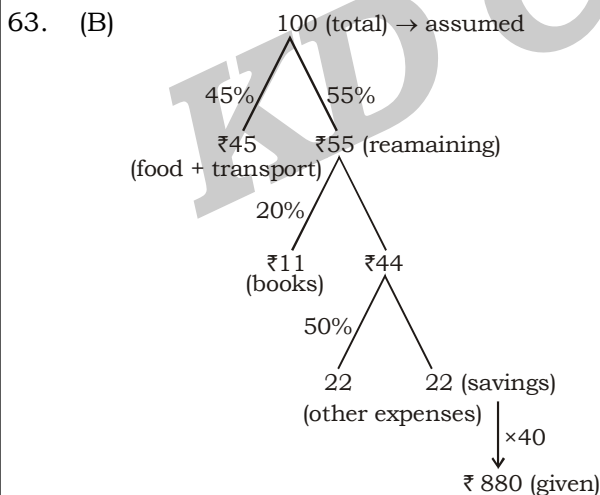 63. (B) 100 (total) → assumed
45% 55%
₹45 ₹55 (reamaining)
(food + transport)
20%
₹11 ₹44
(books)
50%
22 22 (savings)
(other expenses)
×40
₹ 880 (given)
KD